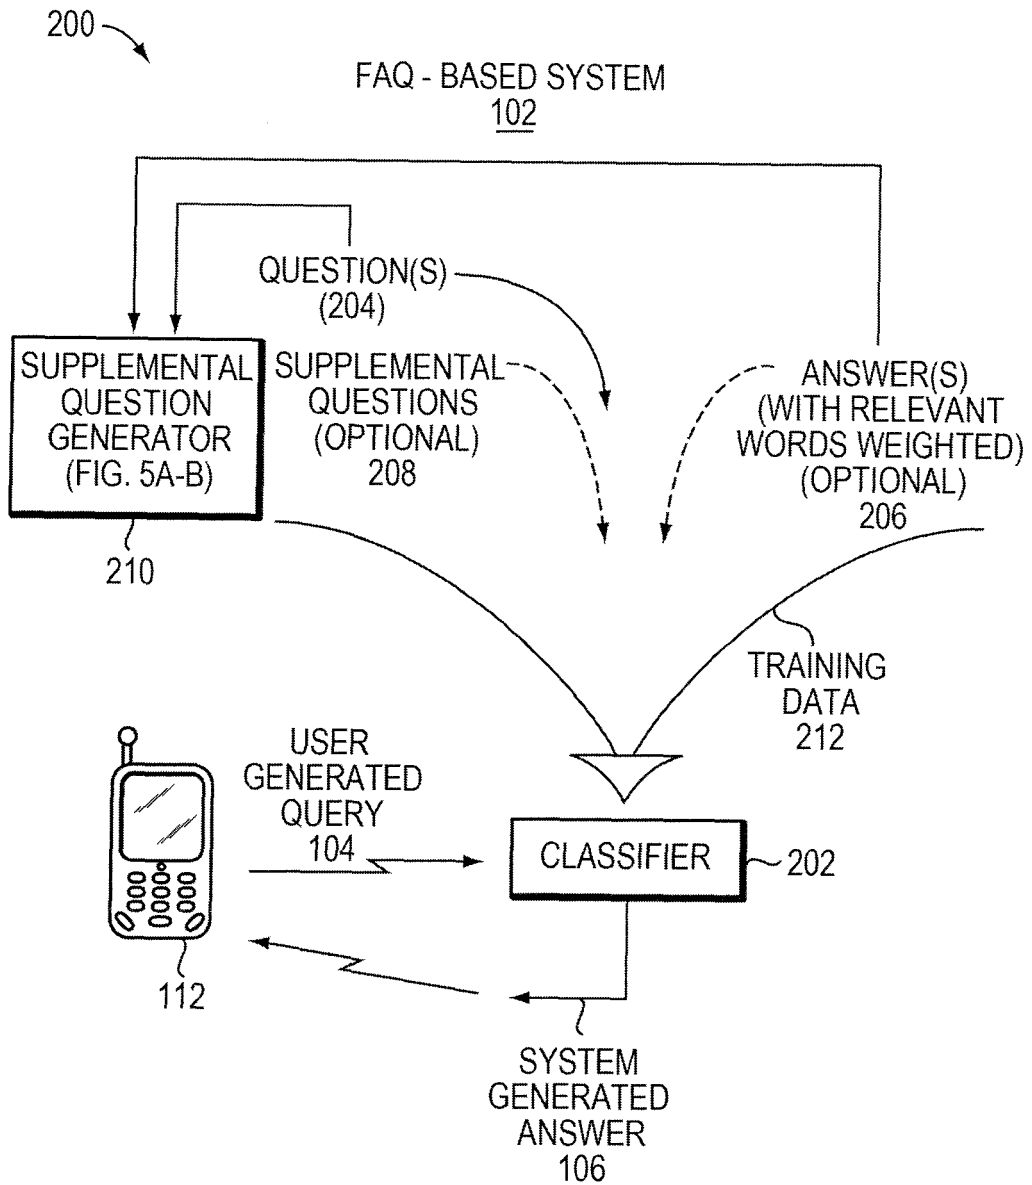 200
FAQ - BASED SYSTEM
102
QUESTION(S)
(204)
SUPPLEMENTAL
QUESTION
GENERATOR
(FIG. 5A-B)
210
SUPPLEMENTAL
QUESTIONS
(OPTIONAL)
208
ANSWER(S)
(WITH RELEVANT
WORDS WEIGHTED)
(OPTIONAL)
206
TRAINING
DATA
212
USER
GENERATED
QUERY
104
CLASSIFIER
202
112
SYSTEM
GENERATED
ANSWER
106